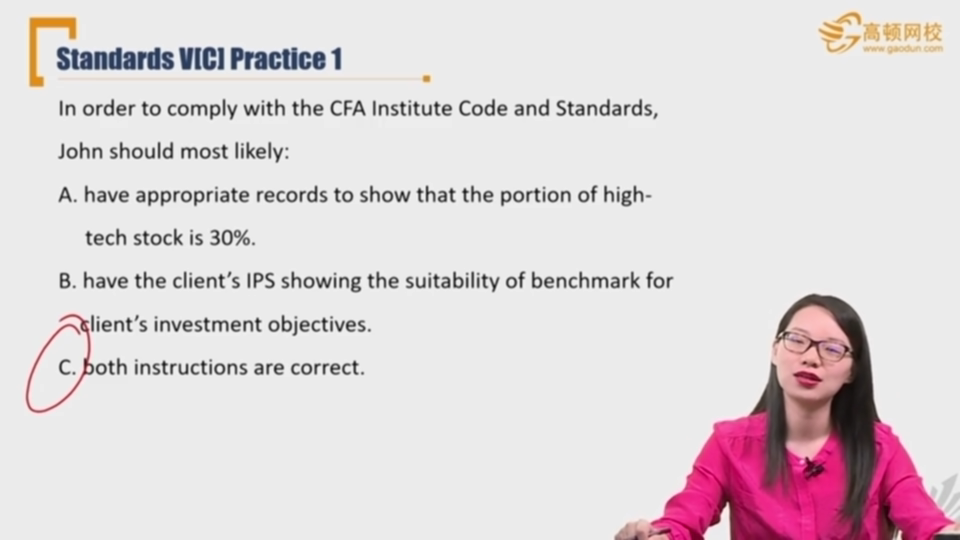 Standards V[C] Practice 1
高顿网校
www.gaodun.com
In order to comply with the CFA Institute Code and Standards,
John should most likely:
A. have appropriate records to show that the portion of high-
tech stock is 30%.
B. have the client's IPS showing the suitability of benchmark for
client's investment objectives.
C. both instructions are correct.